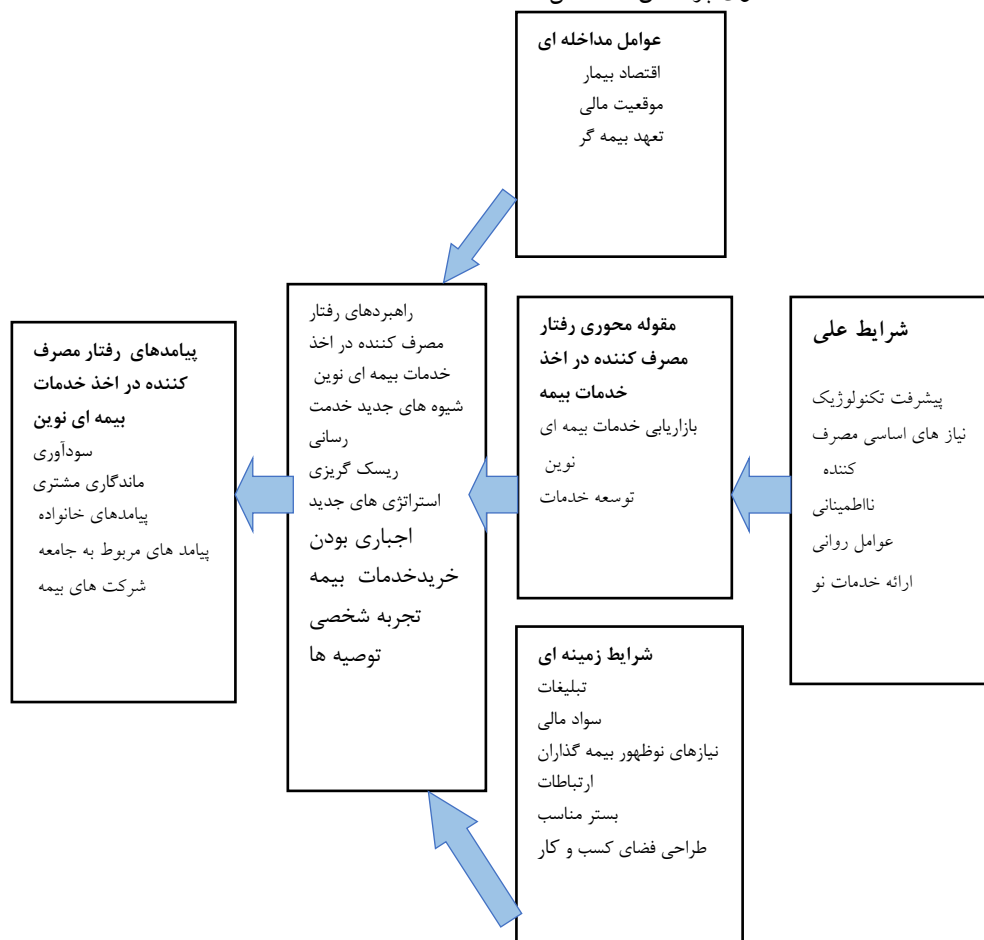 عوامل مداخله ای
اقتصاد بیمار
موقعیت مالی
تعهد بیمه گر
شرایط علی
پیشرفت تکنولوژیک
نیاز های اساسی مصرف
کننده
نااطمینانی
عوامل روانی
ارائه خدمات نو
مقوله محوری رفتار
مصرف کننده در اخذ
خدمات بیمه
بازاریابی خدمات بیمه ای
نوین
توسعه خدمات
راهبردهای رفتار
مصرف کننده در اخذ
خدمات بیمه ای نوین
شیوه های جدید خدمت
رسانی
ریسک گریزی
استراتژی های جدید
اجباری بودن
خریدخدمات بیمه
تجربه شخصی
توصیه ها
پیامدهای رفتار مصرف
کننده در اخذ خدمات
بیمه ای نوین
سودآوری
ماندگاری مشتری
پیامدهای خانواده
پیامد های مربوط به جامعه
شرکت های بیمه
شرایط زمینه ای
تبلیغات
سواد مالی
نیازهای نوظهور بیمه گذاران
ارتباطات
بستر مناسب
طراحی فضای کسب و کار